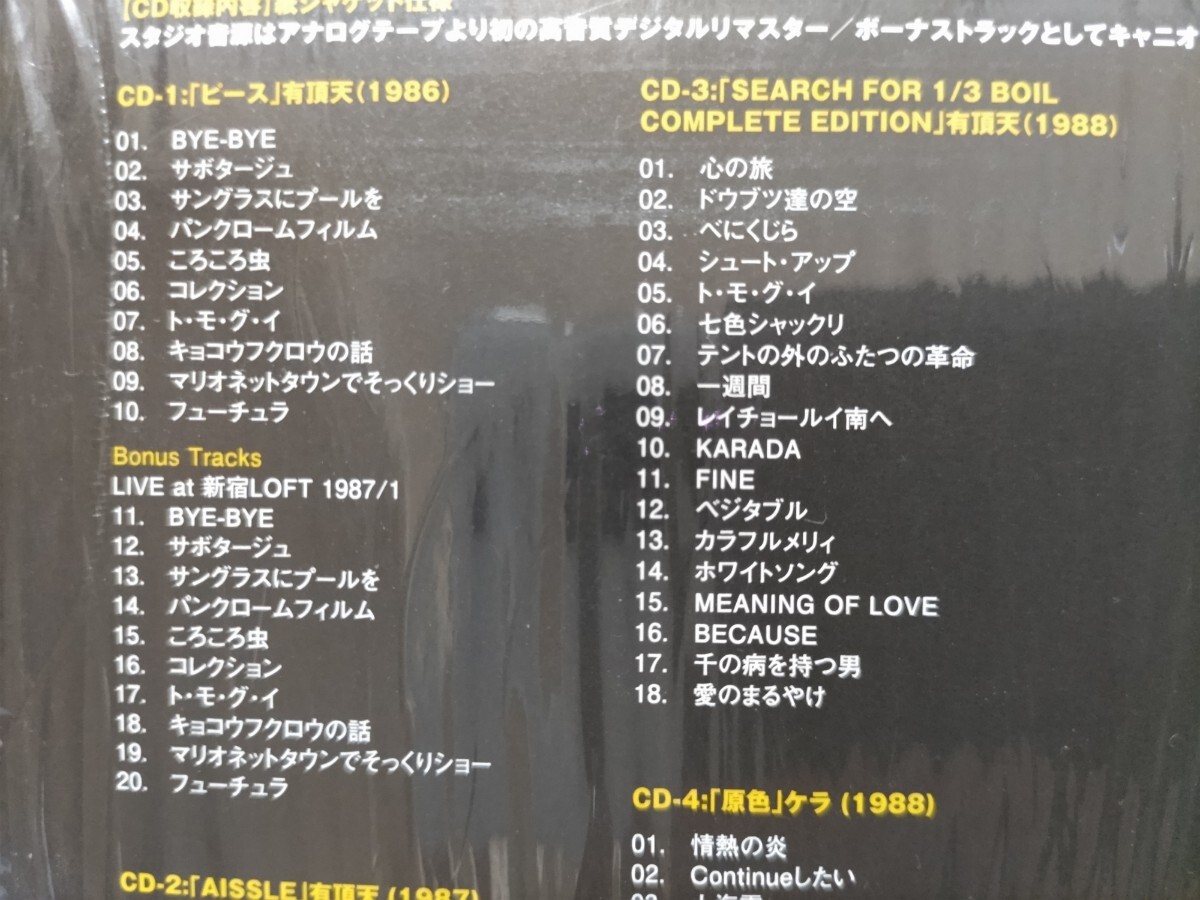 【CD収録内容】紙ジャケット仕様
スタジオ音源はアナログテープより初の高音質デジタルリマスター/ボーナストラックとしてキャニオ
CD-1:「ピース」有頂天(1986)
01. BYE-BYE
02. サボタージュ
03. サングラスにプールを
04. パンクロームフィルム
05. ころころ虫
06. コレクション
07. ト・モ・グ・イ
08. キョコウフクロウの話
09. マリオネットタウンでそっくりショー
10. フューチュラ
Bonus Tracks
LIVE at 新宿LOFT 1987/1
11. BYE-BYE
12. サボタージュ
13. サングラスにプールを
14. パンクロームフィルム
15. ころころ虫
16. コレクション
17. ト・モ・グ・イ
18. キョコウフクロウの話
19. マリオネットタウンでそっくりショー
20. フューチュラ
CD-2:「AISSLE」有頂天 (1987)
CD-3:「SEARCH FOR 1/3 BOIL
COMPLETE EDITION」有頂天(1988)
01. 心の旅
02. ドウブツ達の空
03. べにくじら
04. シュート・アップ
05. ト・モ・グ・イ
06. 七色シャックリ
07. テントの外のふたつの革命
08. 一週間
09. レイチョールイ南へ
10. KARADA
11. FINE
12. ベジタブル
13. カラフルメリィ
14. ホワイトソング
15. MEANING OF LOVE
16. BECAUSE
17. 千の病を持つ男
18. 愛のまるやけ
CD-4:「原色」ケラ (1988)
01. 情熱の炎
02. Continueしたい
03.